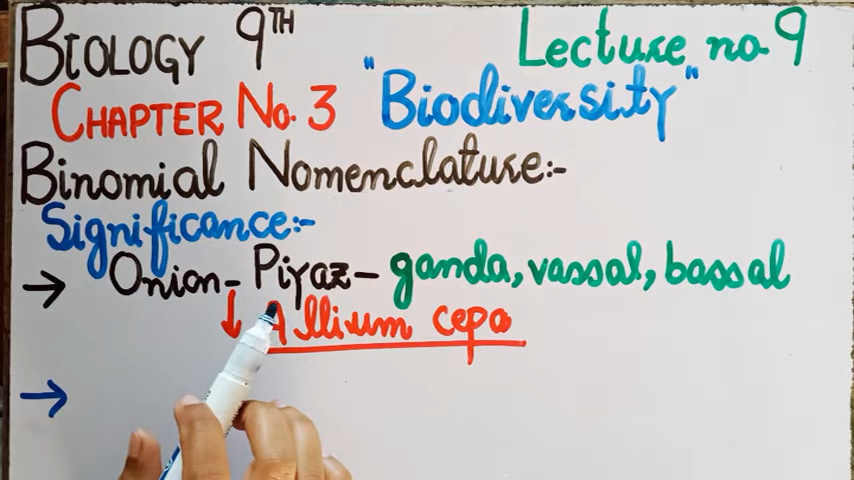 BIOLOGY 9TH Lecture no. 9
CHAPTER No. 3 "Biodiversity"
Binomial Nomenclature:-
Significance:-
→ Onion - Piyaz - ganda, vassal, bassal
↓ Allium cepa
→